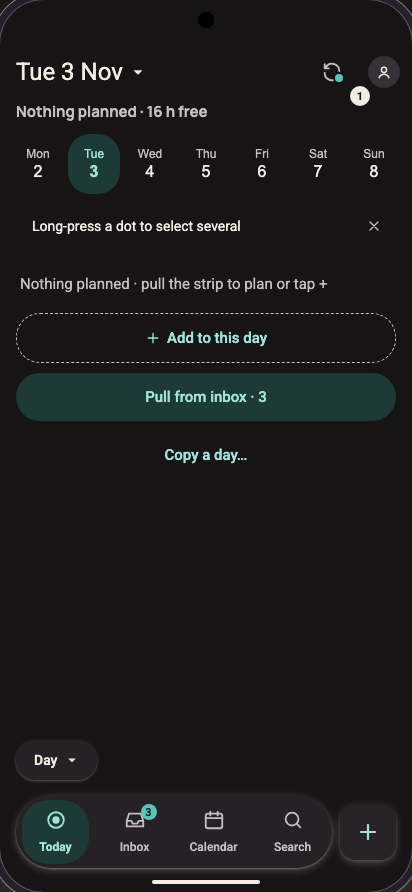 Tue 3 Nov
1
Nothing planned · 16 h free
Mon Tue Wed Thu Fri Sat Sun
2 3 4 5 6 7 8
Long-press a dot to select several
Nothing planned · pull the strip to plan or tap +
+ Add to this day
Pull from inbox · 3
Copy a day...
Day
3
Today Inbox Calendar Search